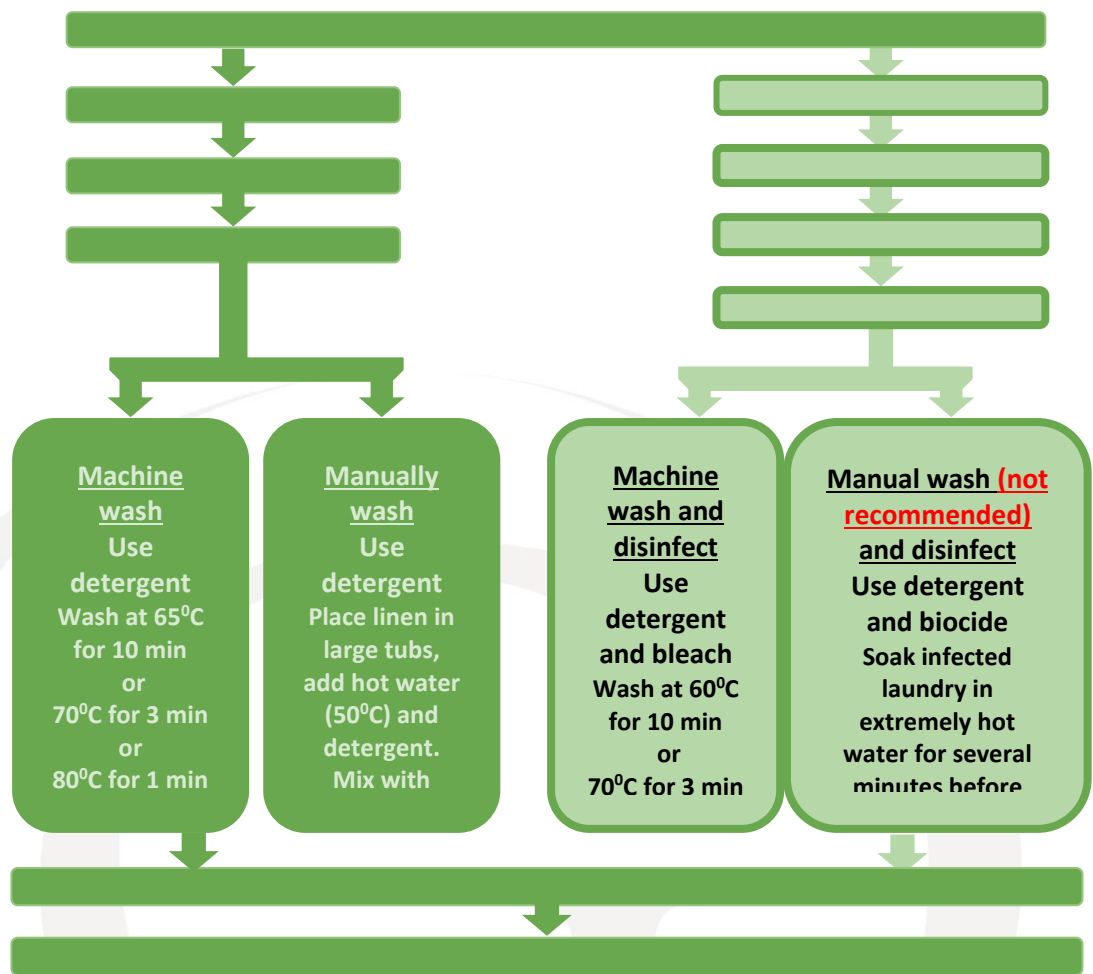 Machine
wash
Use
detergent
Wash at 65⁰C
for 10 min
or
70⁰C for 3 min
or
80⁰C for 1 min
Manually
wash
Use
detergent
Place linen in
large tubs,
add hot water
(50⁰C) and
detergent.
Mix with
Machine
wash and
disinfect
Use
detergent
and bleach
Wash at 60⁰C
for 10 min
or
70⁰C for 3 min
Manual wash (not
recommended)
and disinfect
Use detergent
and biocide
Soak infected
laundry in
extremely hot
water for several
minutes before